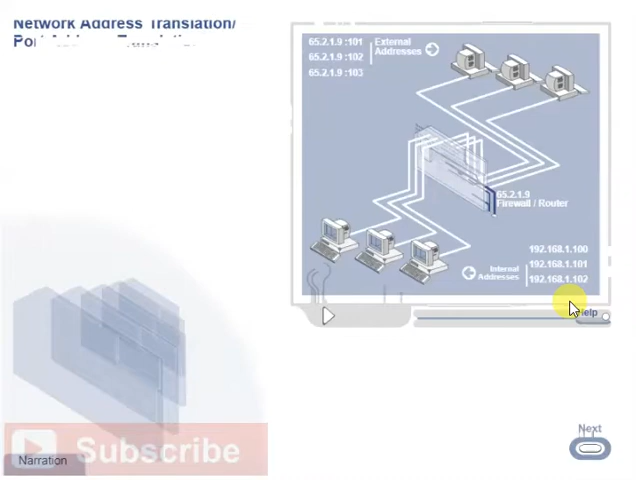 Network Address Translation/
65.2.1.9 :101
65.2.1.9 :102
65.2.1.9 :103
External
Addresses
65.2.1.9
Firewall / Router
Internal
Addresses
192.168.1.100
192.168.1.101
192.168.1.102
Help
Next
Subscribe
Narration